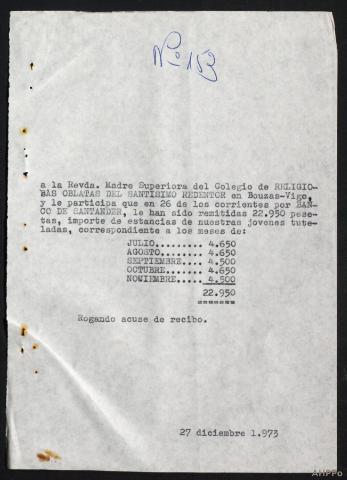 Nº 153
a la Revda. Madre Superiora del Colegio de RELIGIO-
BAS OBLATAS DEL SANTISIMO REDENTOR en Bouzas-Vigo,
y le participa que en 26 de los corrientes por BAN-
CO DE SANTANDER, le han sido remitidas 22.950 pese-
tas, importe de estancias de nuestras jovenes tute-
ladas, correspondiente a los meses de:
JULIO........ 4.650
AGOSTO....... 4.650
SEPTIEMBRE... 4.500
OCTUBRE...... 4.650
NOVIEMBRE..... 4.500
22.950
=======
Rogando acuse de recibo.
27 diciembre 1.973
AHPPo